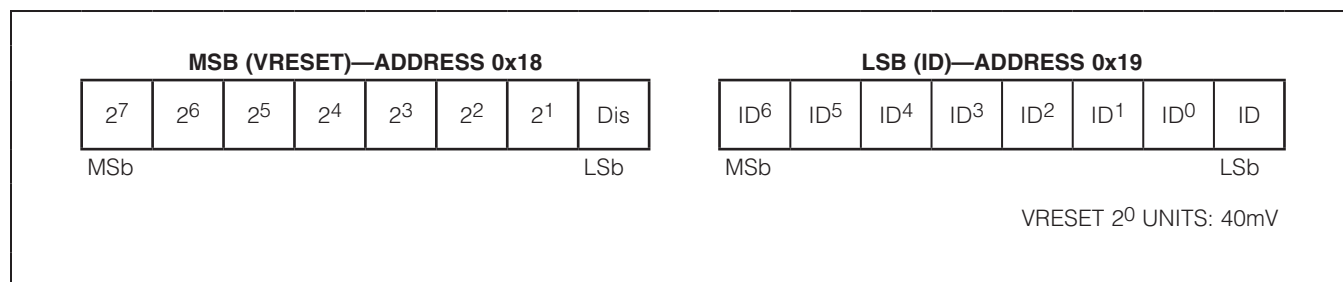 MSB (VRESET)—ADDRESS 0x18
2⁷ 2⁶ 2⁵ 2⁴ 2³ 2² 2¹ Dis
MSb LSb
LSB (ID)—ADDRESS 0x19
ID⁶ ID⁵ ID⁴ ID³ ID² ID¹ ID⁰ ID
MSb LSb
VRESET 2⁰ UNITS: 40mV